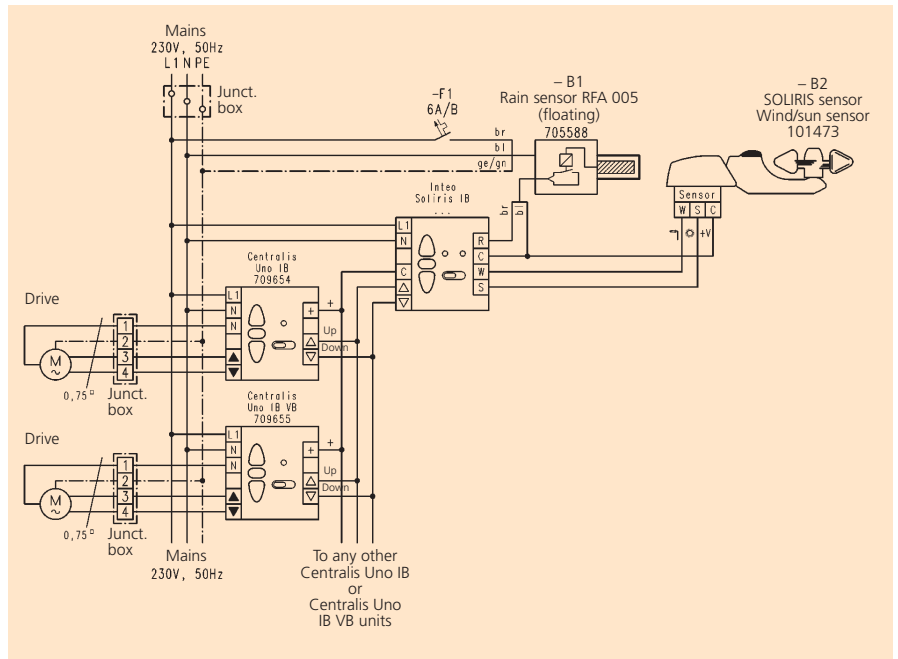 Mains
230V, 50Hz
L1 N PE
Junct.
box
–F1
6A/B
– B1
Rain sensor RFA 005
(floating)
705588
– B2
SOLIRIS sensor
Wind/sun sensor
101473
br
bl
ge/gn
Sensor
W S C
+V
br
bl
Inteo
Soliris IB
...
L1
N
C
R
C
W
S
Centralis
Uno IB
709654
L1
N
N
+
+
Up
Down
Drive
M
~
1
2
3
4
0,75
Junct.
box
Centralis
Uno IB VB
709655
L1
N
N
+
+
Up
Down
Drive
M
~
1
2
3
4
0,75
Junct.
box
Mains
230V, 50Hz
To any other
Centralis Uno IB
or
Centralis Uno
IB VB units